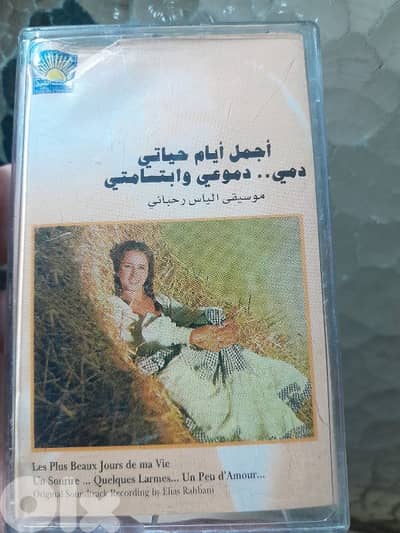 أجمل أيام حياتي
دمي.. دموعي وابتسامتي
موسيقى الياس رحباني
Les Plus Beaux Jours de ma Vie
Un Sourire ... Quelques Larmes... Un Peu d'Amour...
Original Soundtrack Recording by Elias Rahbani
olx